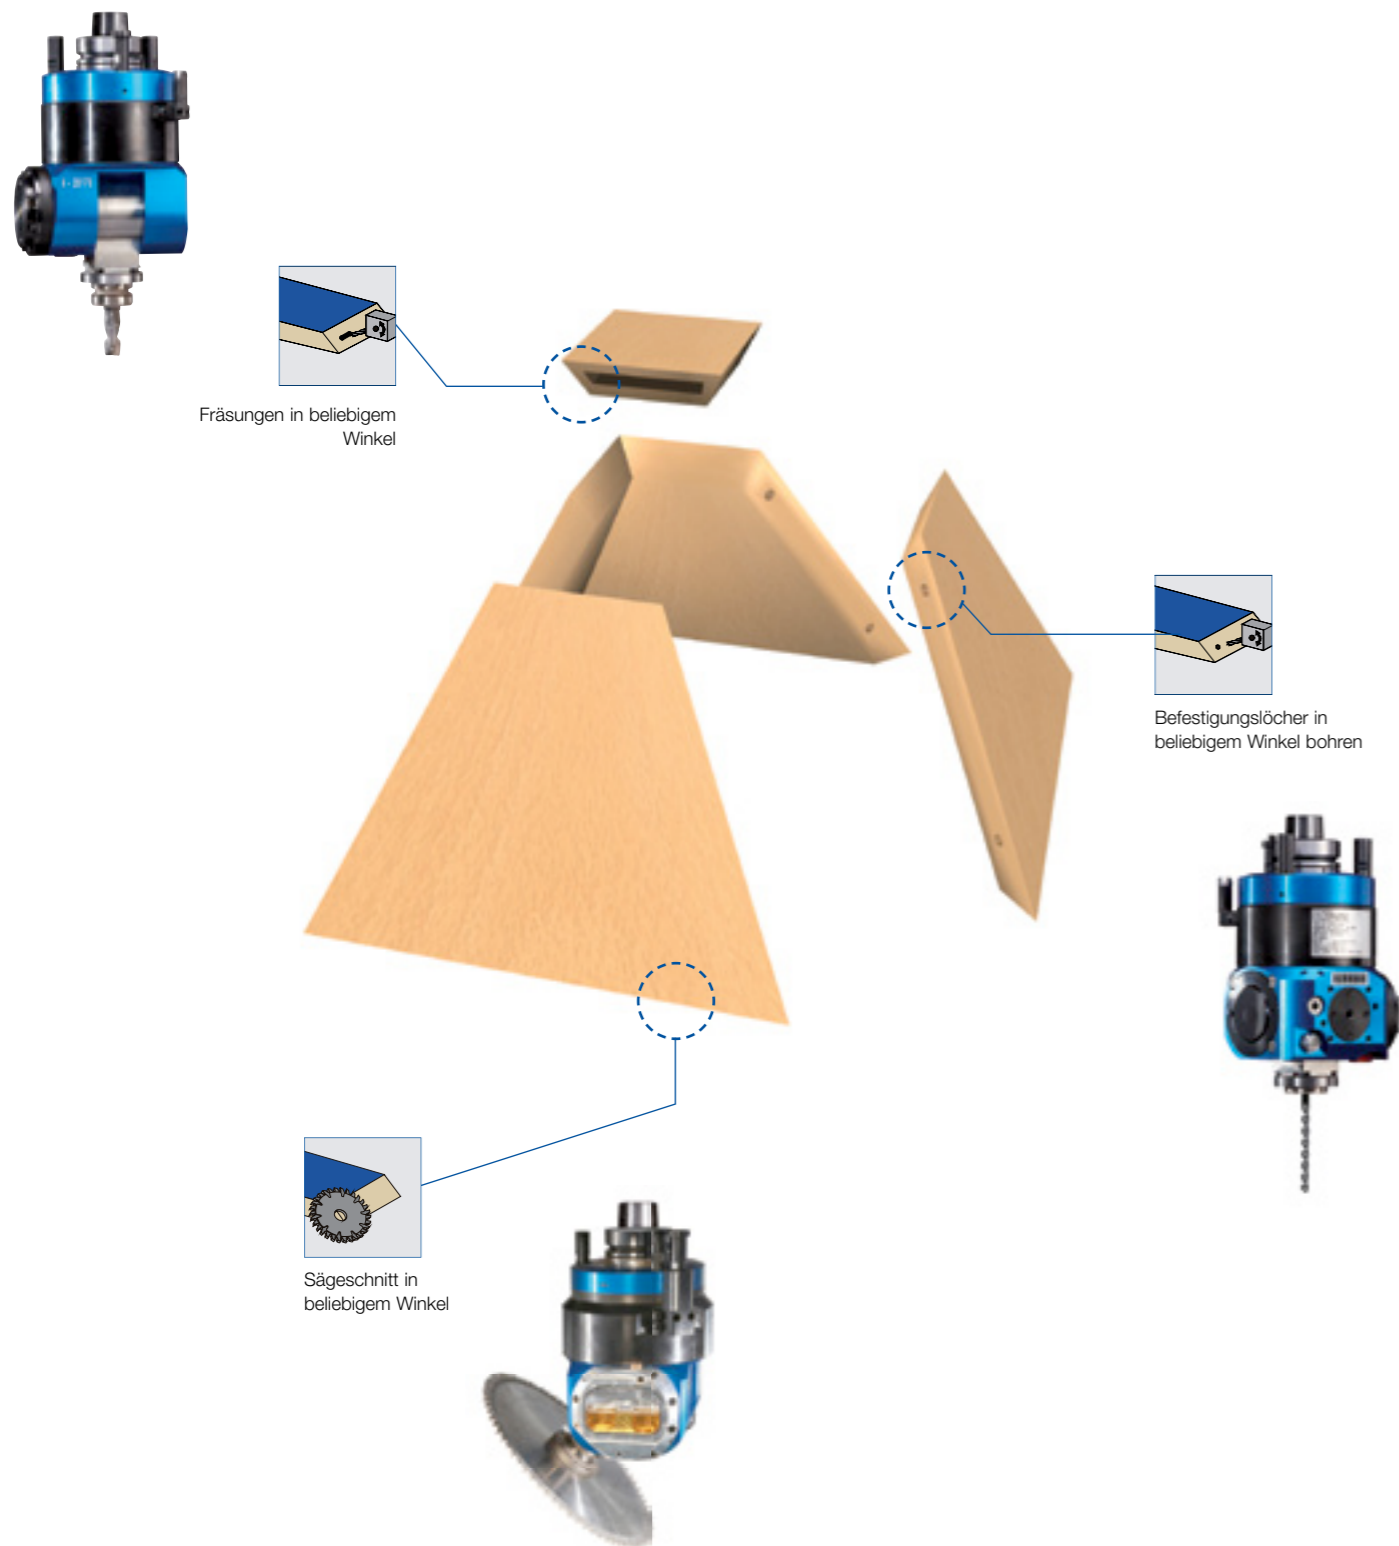 Fräsungen in beliebigem
Winkel
Befestigungslöcher in
beliebigem Winkel bohren
Sägeschnitt in
beliebigem Winkel